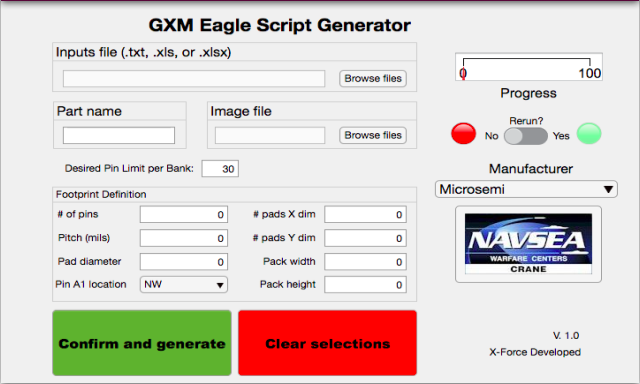 GXM Eagle Script Generator
Inputs file (.txt, .xls, or .xlsx)
Browse files
Part name
Image file
Browse files
Desired Pin Limit per Bank: 30
Footprint Definition
# of pins 0 # pads X dim 0
Pitch (mils) 0 # pads Y dim 0
Pad diameter 0 Pack width 0
Pin A1 location NW Pack height 0
Confirm and generate
Clear selections
0 100
Progress
Rerun?
No Yes
Manufacturer
Microsemi
NAVSEA
WARFARE CENTERS
CRANE
V. 1.0
X-Force Developed